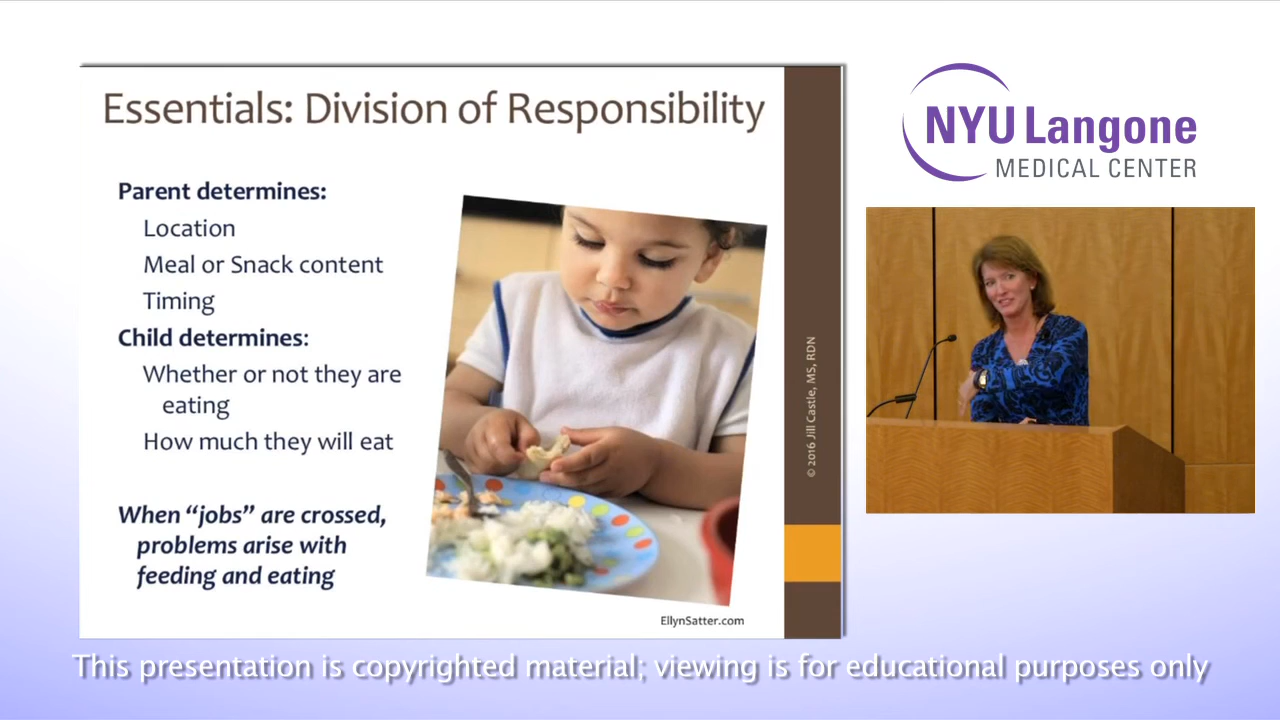 Essentials: Division of Responsibility
Parent determines:
Location
Meal or Snack content
Timing
Child determines:
Whether or not they are
eating
How much they will eat
When “jobs” are crossed,
problems arise with
feeding and eating
EllynSatter.com
© 2016 Jill Castle, MS, RDN
NYU Langone
MEDICAL CENTER
This presentation is copyrighted material; viewing is for educational purposes only